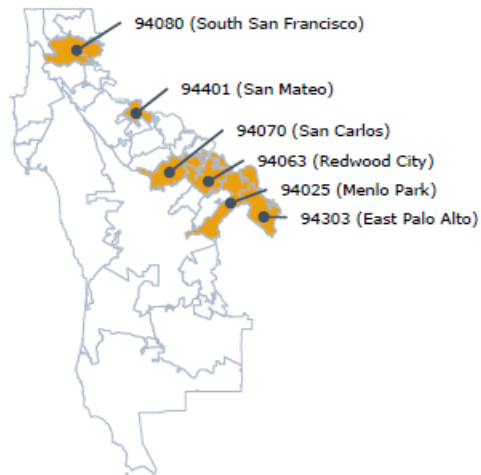 94080 (South San Francisco)
94401 (San Mateo)
94070 (San Carlos)
94063 (Redwood City)
94025 (Menlo Park)
94303 (East Palo Alto)